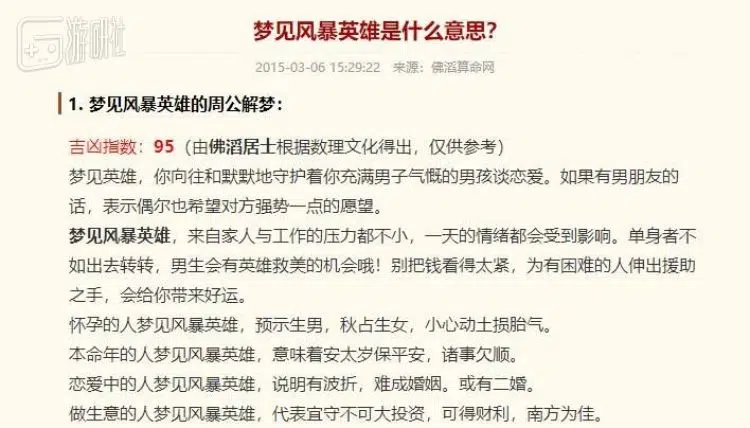 游研社
梦见风暴英雄是什么意思？
2015-03-06 15:29:22 来源：佛滔算命网
1. 梦见风暴英雄的周公解梦：
吉凶指数：95（由佛滔居士根据数理文化得出，仅供参考）
梦见英雄，你向往和默默地守护着你充满男子气慨的男孩谈恋爱。如果有男朋友的
话，表示偶尔也希望对方强势一点的愿望。
梦见风暴英雄，来自家人与工作的压力都不小，一天的情绪都会受到影响。单身者不
如出去转转，男生会有英雄救美的机会哦！别把钱看得太紧，为有困难的人伸出援助
之手，会给你带来好运。
怀孕的人梦见风暴英雄，预示生男，秋占生女，小心动土损胎气。
本命年的人梦见风暴英雄，意味着安太岁保平安，诸事欠顺。
恋爱中的人梦见风暴英雄，说明有波折，难成婚姻。或有二婚。
做生意的人梦见风暴英雄，代表宜守不可大投资，可得财利，南方为佳。